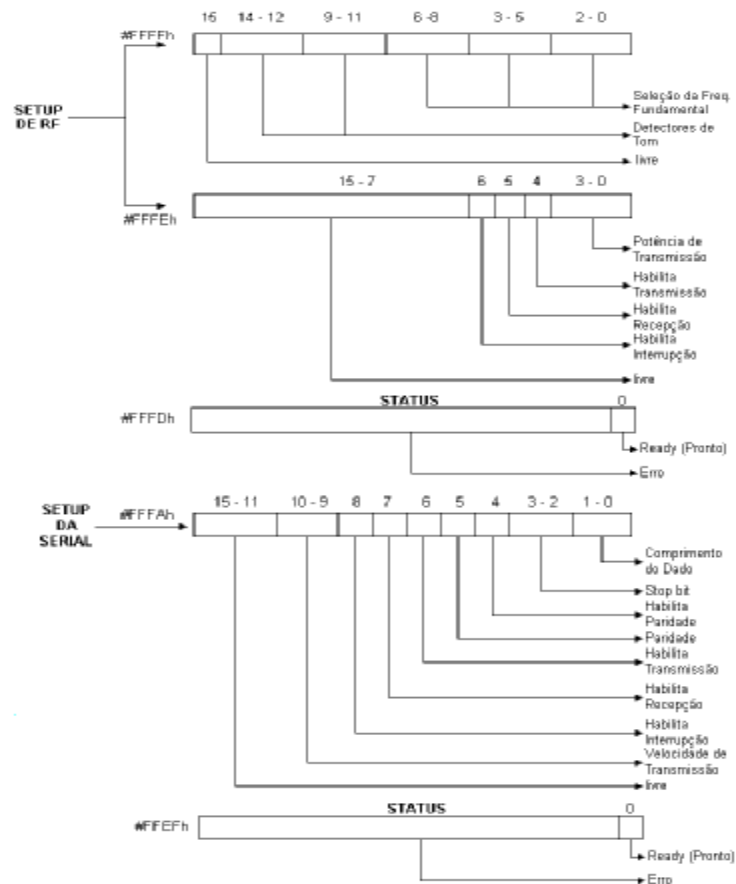 15 14 - 12 9 - 11 6-8 3 - 5 2 - 0
#FFFFh
Seleção da Freq.
Fundamental
SETUP
DE RF
Detectores de
Tom
livre
15 - 7 6 5 4 3 - 0
#FFFEh
Potência de
Transmissão
Habilita
Transmissão
Habilita
Recepção
Habilita
Interrupção
livre
STATUS 0
#FFFDh
Ready (Pronto)
Erro
SETUP
DA
SERIAL
#FFFAh
15 - 11 10 - 9 8 7 6 5 4 3 - 2 1 - 0
Comprimento
do Dado
Stop bit
Habilita
Paridade
Paridade
Habilita
Transmissão
Habilita
Recepção
Habilita
Interrupção
Velocidade de
Transmissão
livre
STATUS 0
Ready (Pronto)
Erro